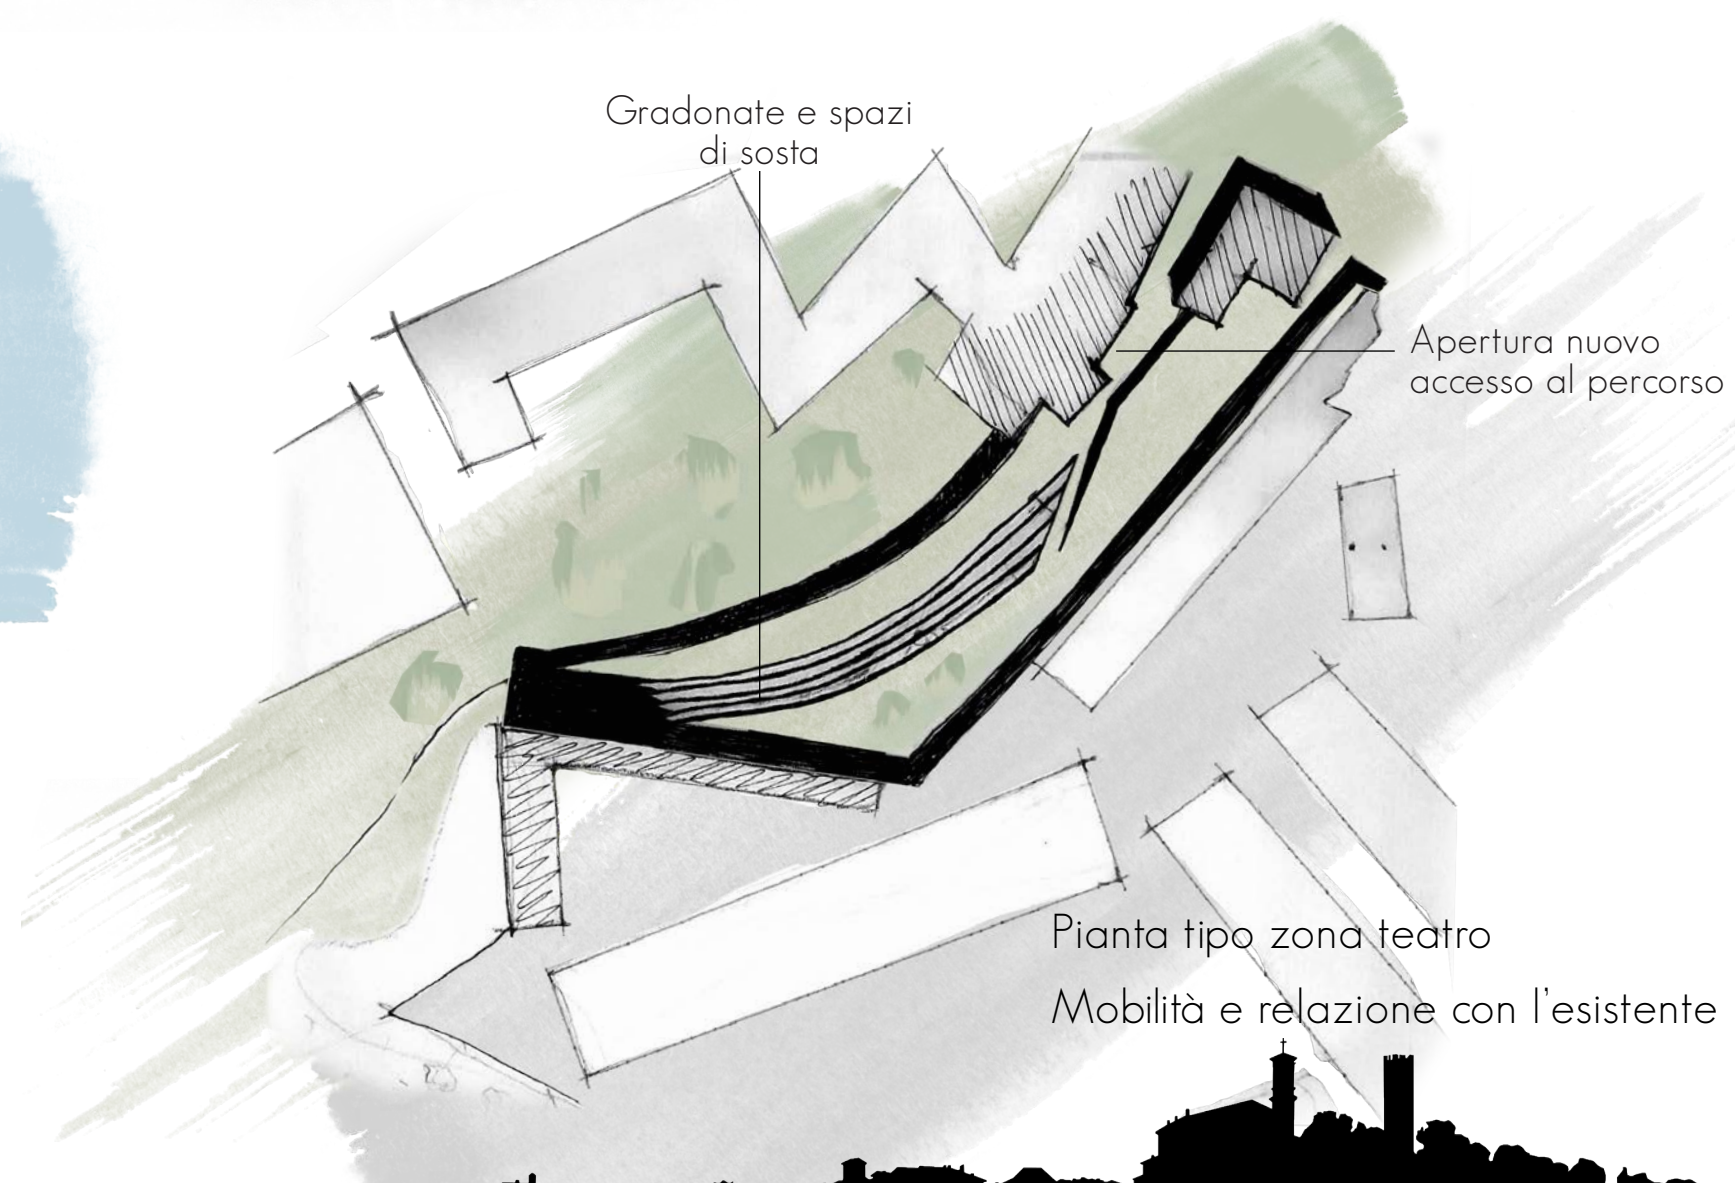 Gradonate e spazi
di sosta
Apertura nuovo
accesso al percorso
Pianta tipo zona teatro
Mobilità e relazione con l'esistente